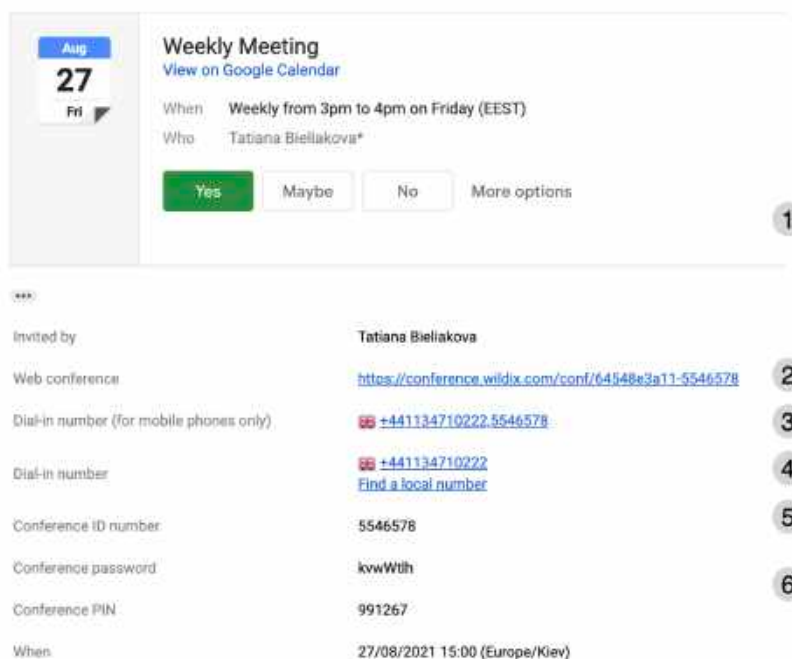 Aug
27
Fri
Weekly Meeting
View on Google Calendar
When Weekly from 3pm to 4pm on Friday (EEST)
Who Tatiana Bieliakova*
Yes Maybe No More options
1
Invited by Tatiana Bieliakova
Web conference https://conference.wildix.com/conf/64548e3a11-5546578 2
Dial-in number (for mobile phones only) +441134710222,5546578 3
Dial-in number +441134710222 4
Find a local number
Conference ID number 5546578 5
Conference password kvwWtlh
6
Conference PIN 991267
When 27/08/2021 15:00 (Europe/Kiev)